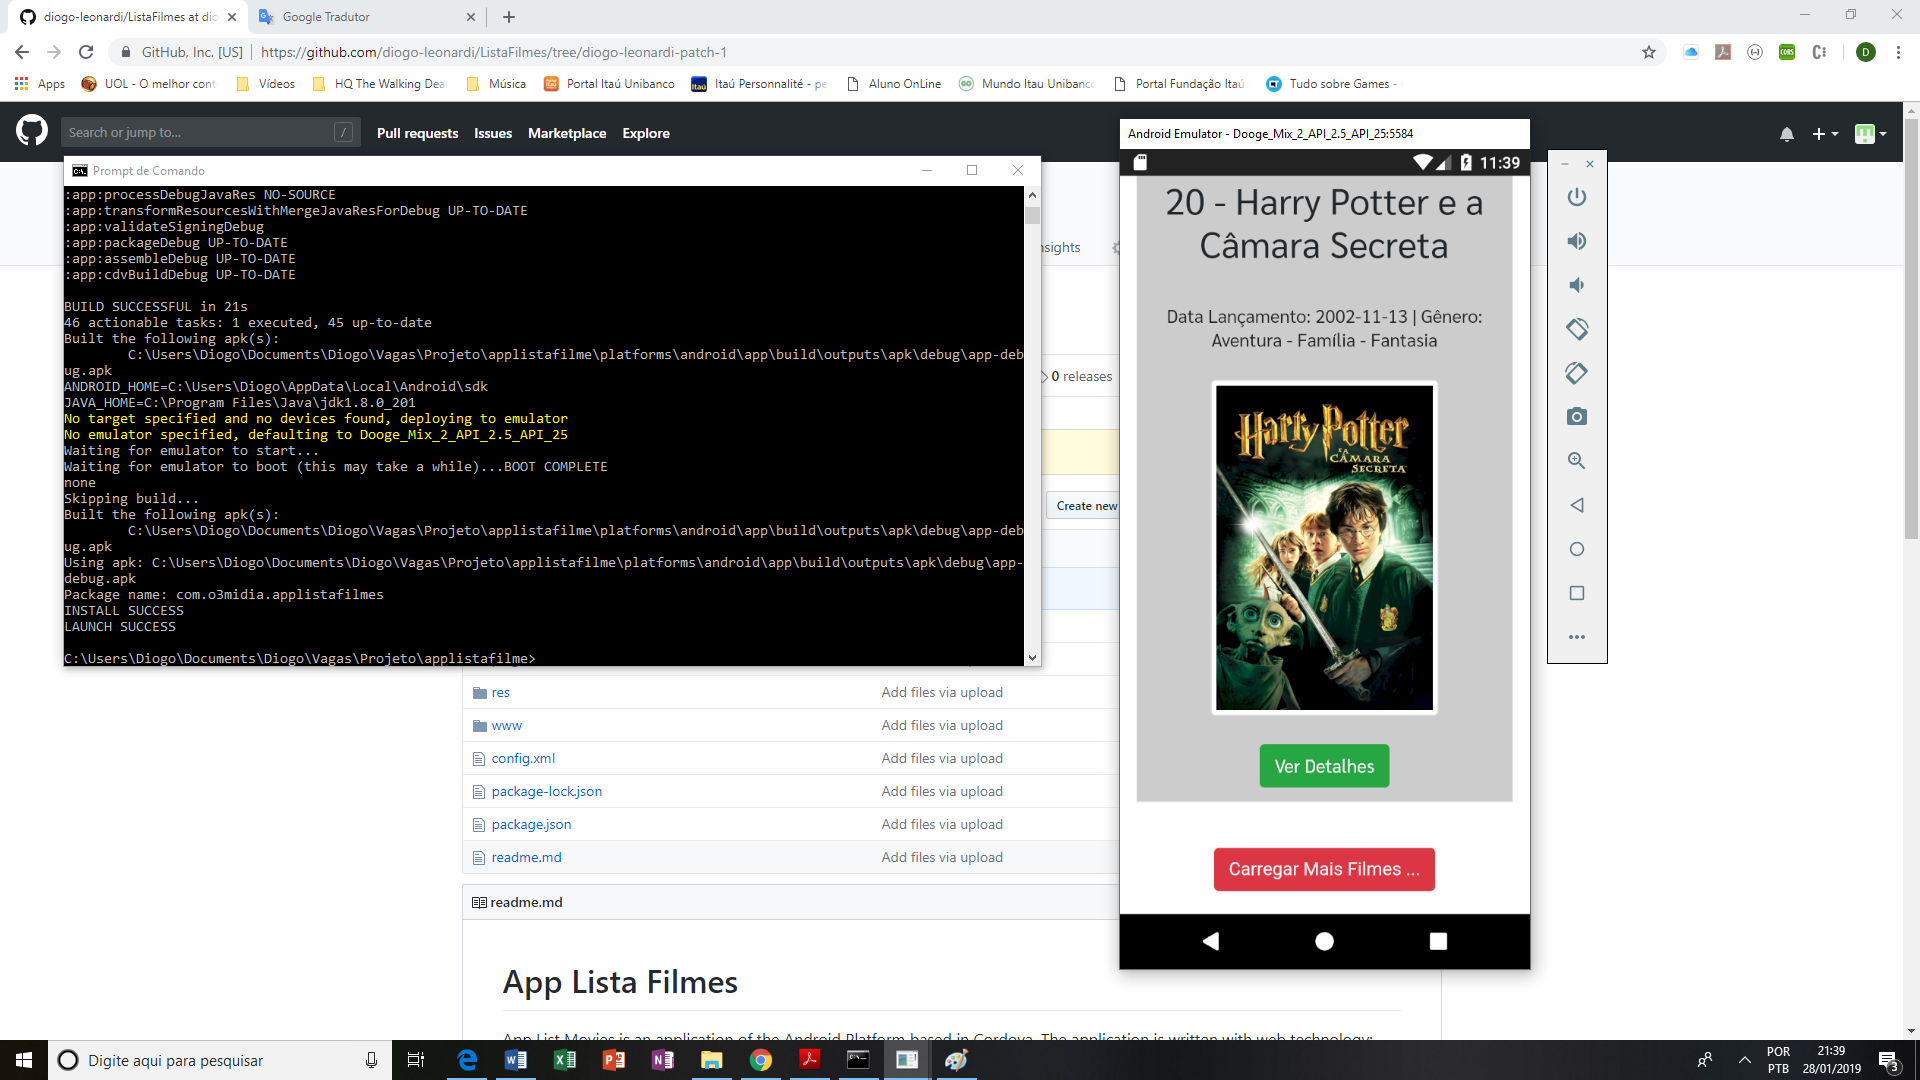 diogo-leonardi/ListaFilmes at dio
Google Tradutor
GitHub, Inc. [US]
https://github.com/diogo-leonardi/ListaFilmes/tree/diogo-leonardi-patch-1
CORS
D
Apps
UOL - O melhor cont
Vídeos
HQ The Walking Dea
Música
Portal Itaú Unibanco
Itaú Personnalité - pe
Aluno OnLine
Mundo Itau Unibanc
Portal Fundação Itaú
Tudo sobre Games -
Search or jump to...
/
Pull requests
Issues
Marketplace
Explore
Prompt de Comando
:app:processDebugJavaRes NO-SOURCE
:app:transformResourcesWithMergeJavaResForDebug UP-TO-DATE
:app:validateSigningDebug
:app:packageDebug UP-TO-DATE
:app:assembleDebug UP-TO-DATE
:app:cdvBuildDebug UP-TO-DATE
BUILD SUCCESSFUL in 21s
46 actionable tasks: 1 executed, 45 up-to-date
Built the following apk(s):
C:\Users\Diogo\Documents\Diogo\Vagas\Projeto\applistafilme\platforms\android\app\build\outputs\apk\debug\app-deb
ug.apk
ANDROID_HOME=C:\Users\Diogo\AppData\Local\Android\sdk
JAVA_HOME=C:\Program Files\Java\jdk1.8.0_201
No target specified and no devices found, deploying to emulator
No emulator specified, defaulting to Dooge_Mix_2_API_2.5_API_25
Waiting for emulator to start...
Waiting for emulator to boot (this may take a while)...BOOT COMPLETE
none
Skipping build...
Built the following apk(s):
C:\Users\Diogo\Documents\Diogo\Vagas\Projeto\applistafilme\platforms\android\app\build\outputs\apk\debug\app-deb
ug.apk
Using apk: C:\Users\Diogo\Documents\Diogo\Vagas\Projeto\applistafilme\platforms\android\app\build\outputs\apk\debug\app-
debug.apk
Package name: com.o3midia.applistafilmes
INSTALL SUCCESS
LAUNCH SUCCESS
C:\Users\Diogo\Documents\Diogo\Vagas\Projeto\applistafilme>
nsights
0 releases
Create new
res
Add files via upload
www
Add files via upload
config.xml
Add files via upload
package-lock.json
Add files via upload
package.json
Add files via upload
readme.md
Add files via upload
readme.md
App Lista Filmes
App List Movies is an application of the Android Platform based in Cordova. The application is written with web technology:
Android Emulator - Dooge_Mix_2_API_2.5_API_25:5584
11:39
20 - Harry Potter e a
Câmara Secreta
Data Lançamento: 2002-11-13 | Gênero:
Aventura - Família - Fantasia
Harry Potter
E A
CÂMARA
SECRETA
Ver Detalhes
Carregar Mais Filmes ...
Digite aqui para pesquisar
POR
PTB
21:39
28/01/2019
3